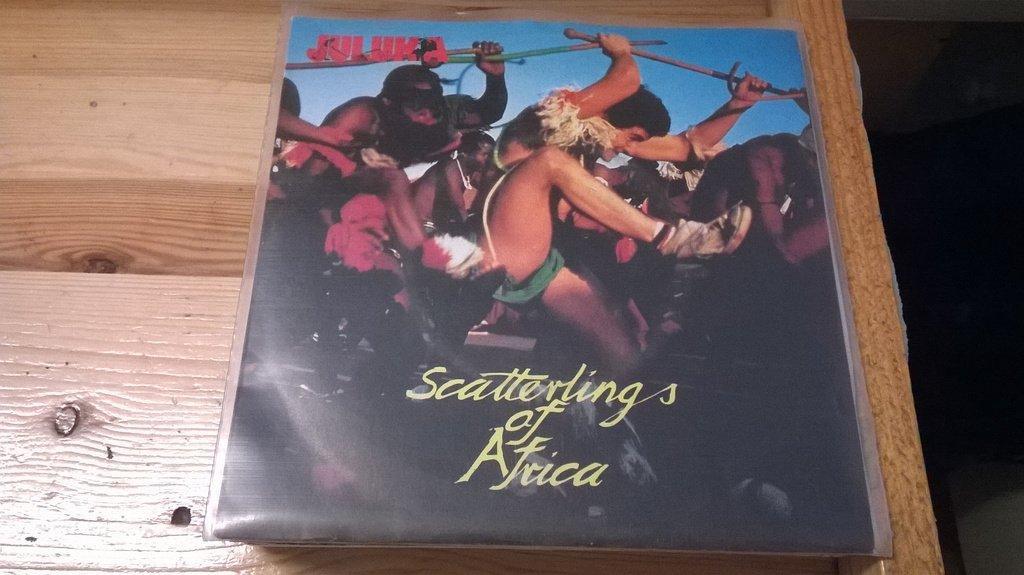 JULUKA
Scatterlings
of
Africa